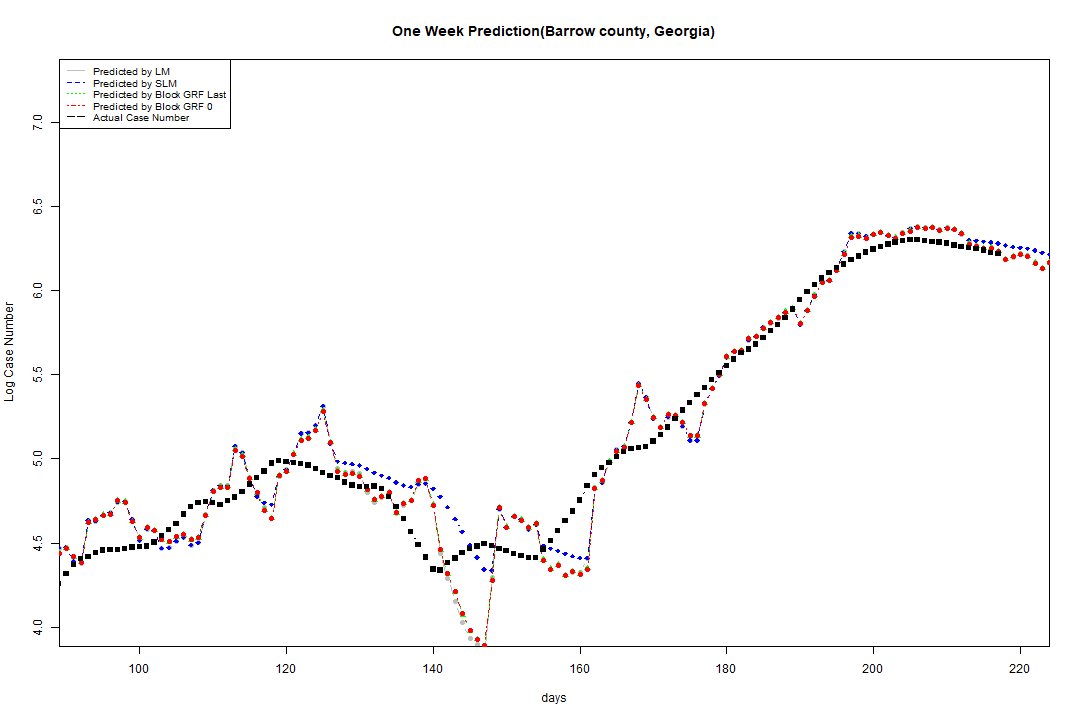 One Week Prediction(Barrow county, Georgia)
Predicted by LM
Predicted by SLM
Predicted by Block GRF Last
Predicted by Block GRF 0
Actual Case Number
7.0
6.5
6.0
5.5
5.0
4.5
4.0
Log Case Number
100 120 140 160 180 200 220
days